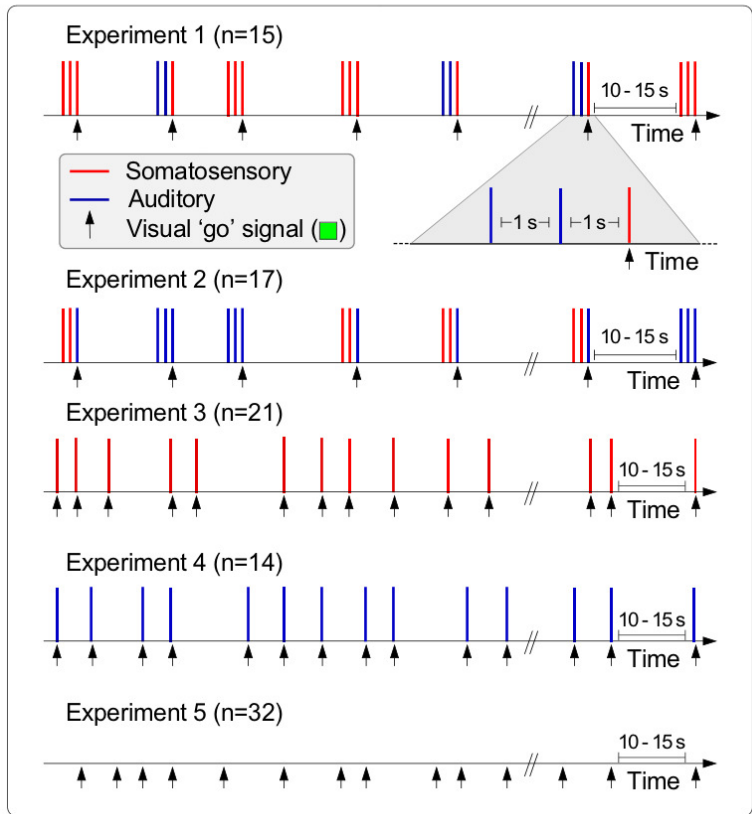 Experiment 1 (n=15)
10 - 15 s
Time
Somatosensory
Auditory
Visual ‘go’ signal ( )
1 s
1 s
Time
Experiment 2 (n=17)
10 - 15 s
Time
Experiment 3 (n=21)
10 - 15 s
Time
Experiment 4 (n=14)
10 - 15 s
Time
Experiment 5 (n=32)
10 - 15 s
Time